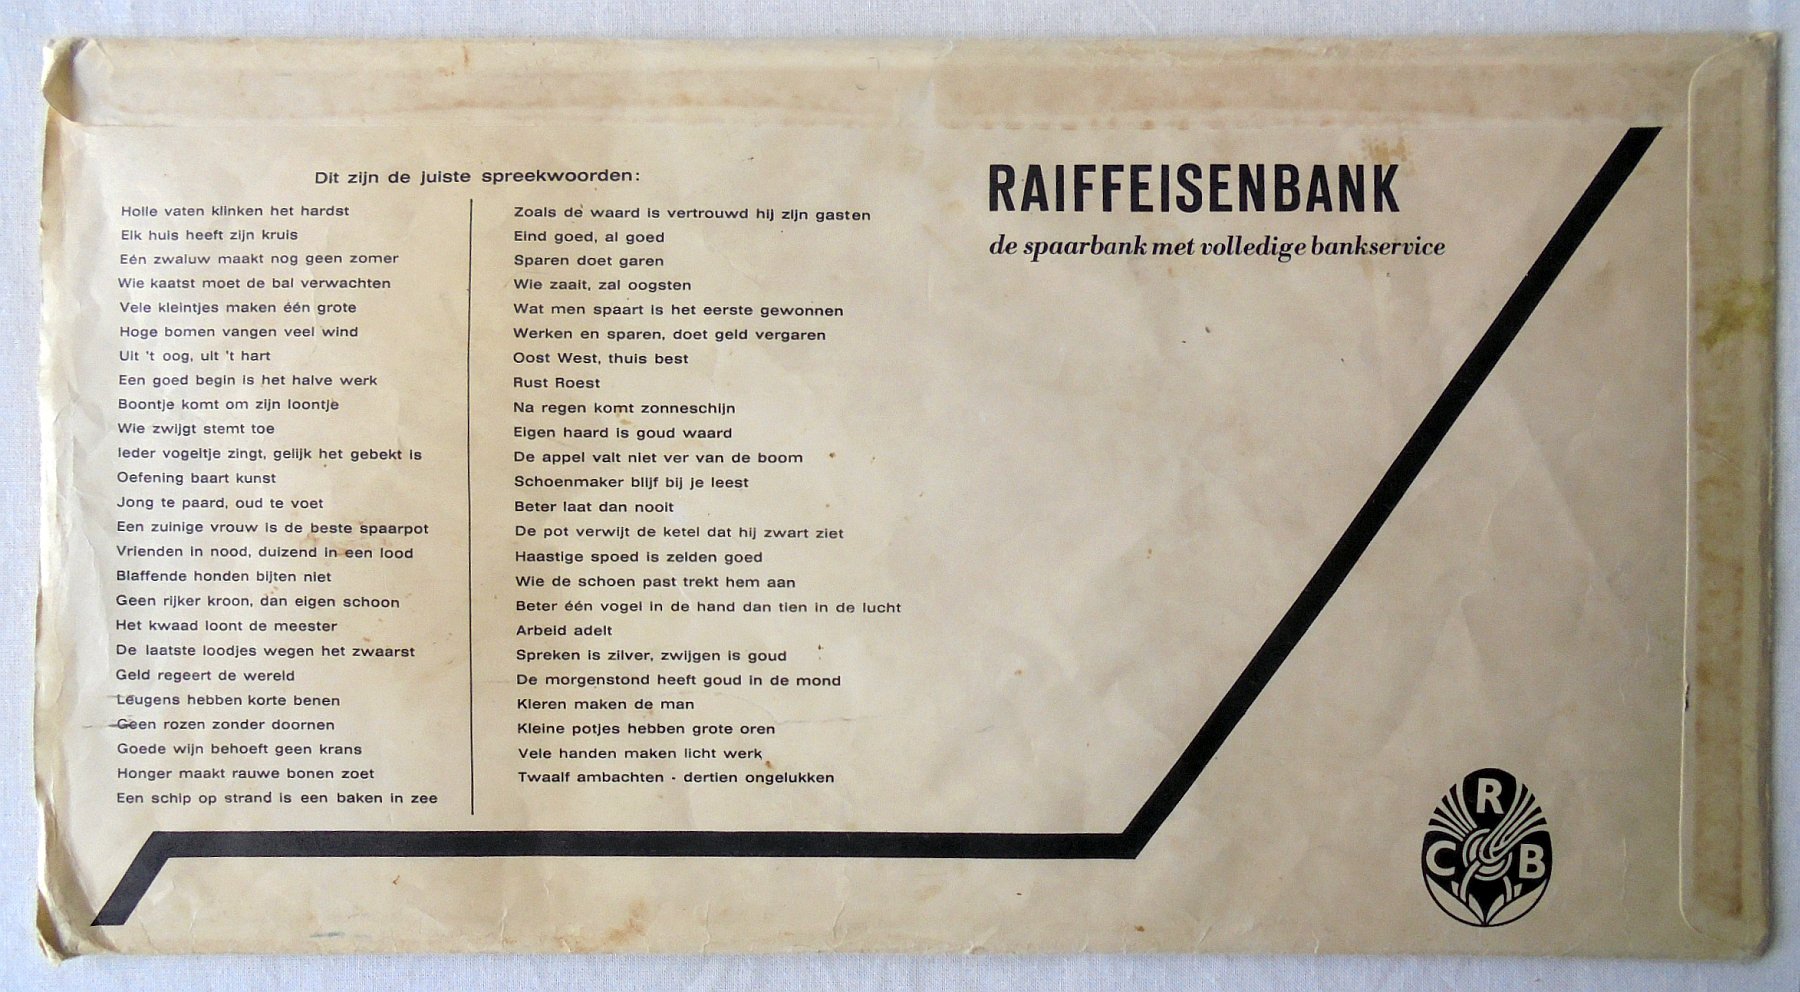 Dit zijn de juiste spreekwoorden:
Holle vaten klinken het hardst
Elk huis heeft zijn kruis
Eén zwaluw maakt nog geen zomer
Wie kaatst moet de bal verwachten
Vele kleintjes maken één grote
Hoge bomen vangen veel wind
Uit 't oog, uit 't hart
Een goed begin is het halve werk
Boontje komt om zijn loontje
Wie zwijgt stemt toe
Ieder vogeltje zingt, gelijk het gebekt is
Oefening baart kunst
Jong te paard, oud te voet
Een zuinige vrouw is de beste spaarpot
Vrienden in nood, duizend in een lood
Blaffende honden bijten niet
Geen rijker kroon, dan eigen schoon
Het kwaad loont de meester
De laatste loodjes wegen het zwaarst
Geld regeert de wereld
Leugens hebben korte benen
Geen rozen zonder doornen
Goede wijn behoeft geen krans
Honger maakt rauwe bonen zoet
Een schip op strand is een baken in zee
Zoals de waard is vertrouwd hij zijn gasten
Eind goed, al goed
Sparen doet garen
Wie zaait, zal oogsten
Wat men spaart is het eerste gewonnen
Werken en sparen, doet geld vergaren
Oost West, thuis best
Rust Roest
Na regen komt zonneschijn
Eigen haard is goud waard
De appel valt niet ver van de boom
Schoenmaker blijf bij je leest
Beter laat dan nooit
De pot verwijt de ketel dat hij zwart ziet
Haastige spoed is zelden goed
Wie de schoen past trekt hem aan
Beter één vogel in de hand dan tien in de lucht
Arbeid adelt
Spreken is zilver, zwijgen is goud
De morgenstond heeft goud in de mond
Kleren maken de man
Kleine potjes hebben grote oren
Vele handen maken licht werk
Twaalf ambachten - dertien ongelukken
RAIFFEISENBANK
de spaarbank met volledige bankservice
R
C B